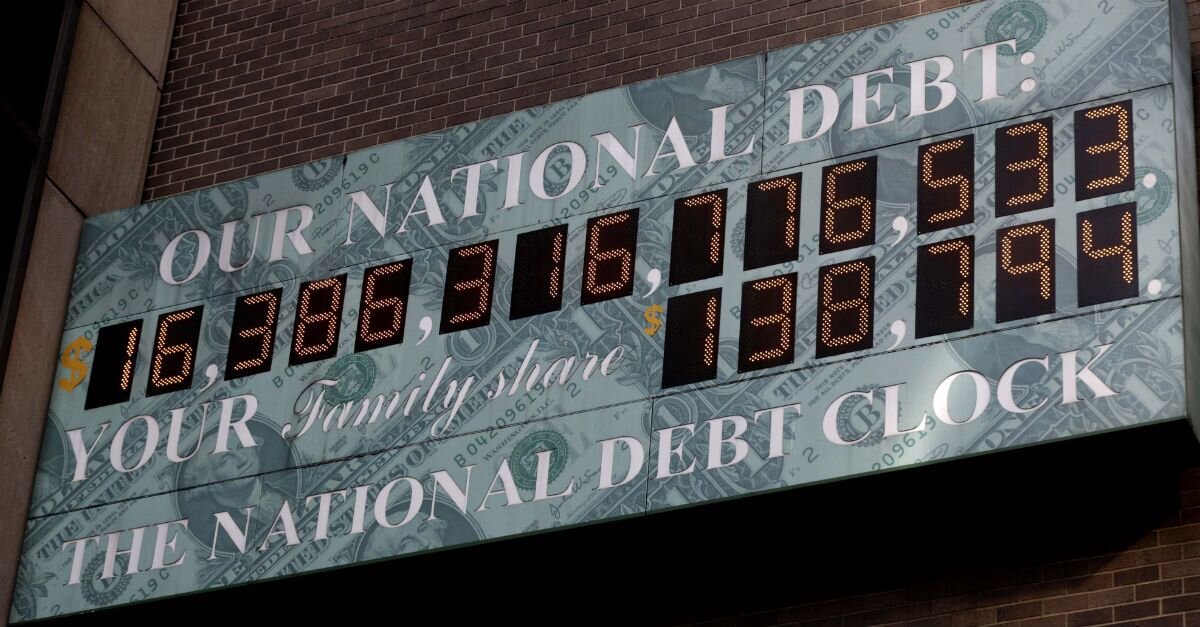 OUR NATIONAL DEBT:
$16,386,316,776,533.
YOUR Family share $138,794.
THE NATIONAL DEBT CLOCK